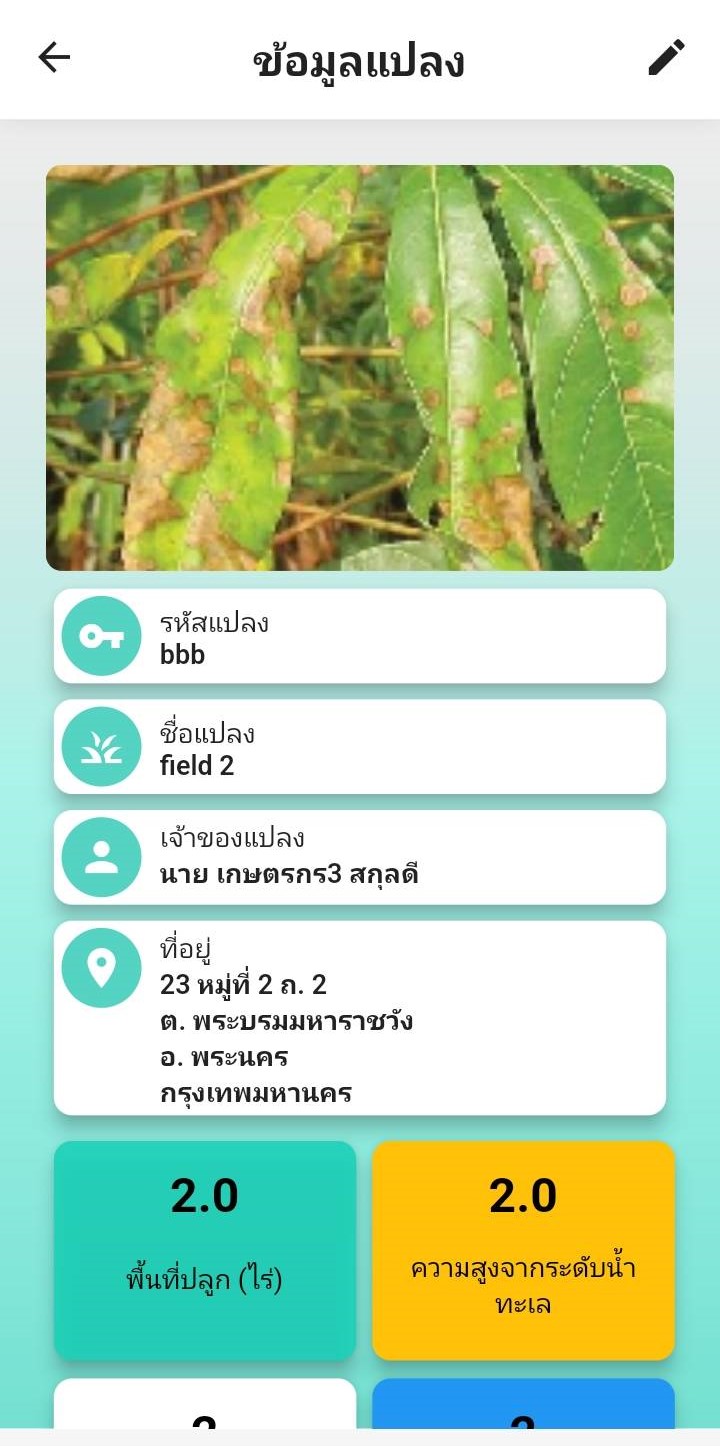 ข้อมูลแปลง
รหัสแปลง
bbb
ชื่อแปลง
field 2
เจ้าของแปลง
นาย เกษตรกร3 สกุลดี
ที่อยู่
23 หมู่ที่ 2 ถ. 2
ต. พระบรมมหาราชวัง
อ. พระนคร
กรุงเทพมหานคร
2.0
พื้นที่ปลูก (ไร่)
2.0
ความสูงจากระดับน้ำ
ทะเล